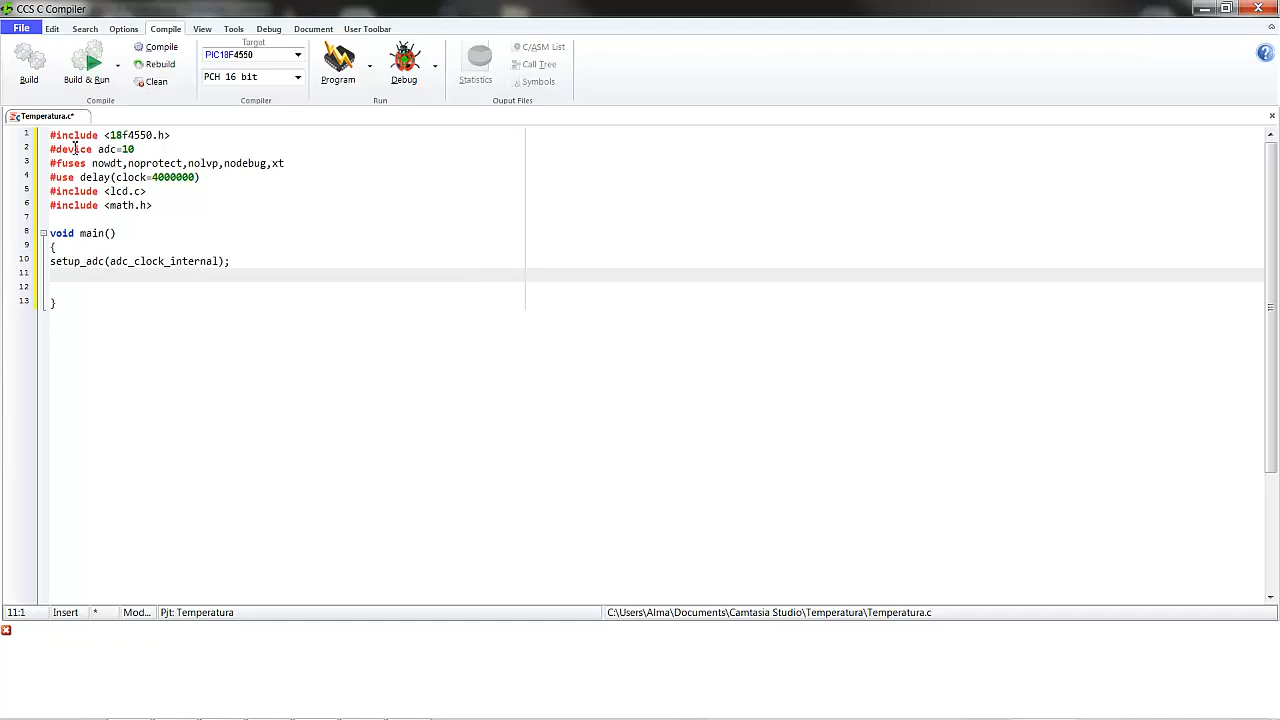 CCS C Compiler
File Edit Search Options Compile View Tools Debug Document User Toolbar
Target
Build
Build & Run
Compile
Rebuild
Clean
PIC18F4550
PCH 16 bit
Program
Debug
Statistics
C/ASM List
Call Tree
Symbols
Compile Compiler Run Ouput Files
Temperatura.c*
1 #include <18f4550.h>
2 #device adc=10
3 #fuses nowdt,noprotect,nolvp,nodebug,xt
4 #use delay(clock=4000000)
5 #include <lcd.c>
6 #include <math.h>
7
8 void main()
9 {
10 setup_adc(adc_clock_internal);
11
12
13 }
11:1 Insert * Mod... Pjt: Temperatura C:\Users\Alma\Documents\Camtasia Studio\Temperatura\Temperatura.c